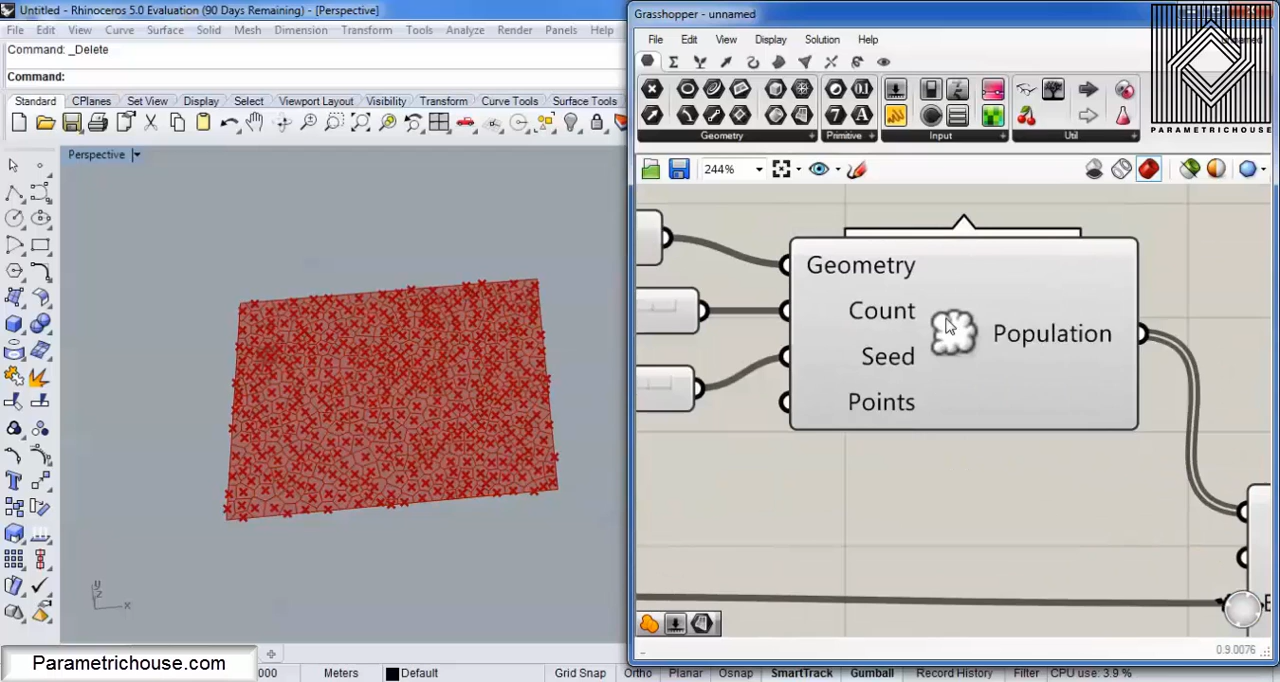 Untitled - Rhinoceros 5.0 Evaluation (90 Days Remaining) - [Perspective]
File Edit View Curve Surface Solid Mesh Dimension Transform Tools Analyze Render Panels Help
Command: _Delete
Command:
Standard CPlanes Set View Display Select Viewport Layout Visibility Transform Curve Tools Surface Tools
Perspective
y
z
x
Parametrichouse.com
000 Meters Default Grid Snap Ortho Planar Osnap SmartTrack Gumball Record History Filter CPU use: 3.9 %
Grasshopper - unnamed
File Edit View Display Solution Help
Geometry Primitive Input Util
PARAMETRICHOUSE
244%
Geometry
Count
Seed
Points
Population
0.9.0076